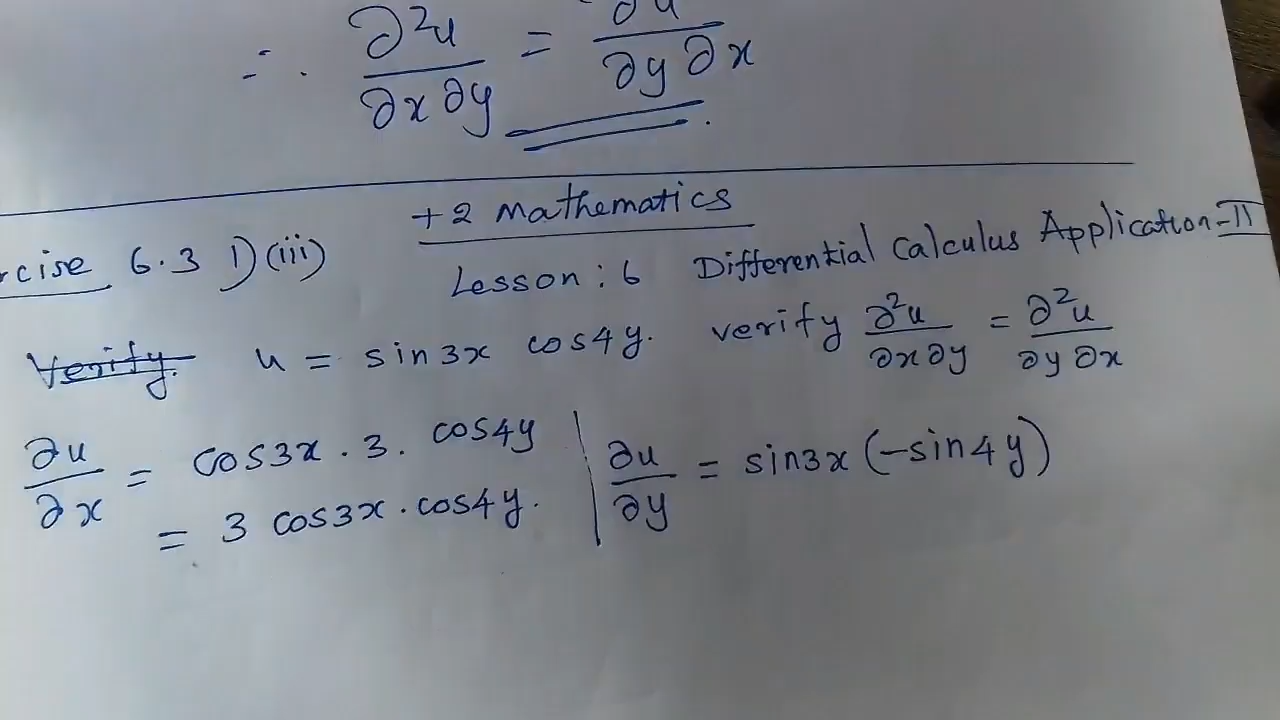 ∴ ∂²u/∂x∂y = ∂u/∂y∂x.
+2 Mathematics
rcise 6.3 1)(iii) Lesson : 6 Differential Calculus Application-II
Verify. u = sin3x cos4y. verify ∂²u/∂x∂y = ∂²u/∂y∂x
∂u/∂x = cos3x . 3 . cos4y | ∂u/∂y = sin3x (-sin4y)
= 3 cos3x . cos4y.